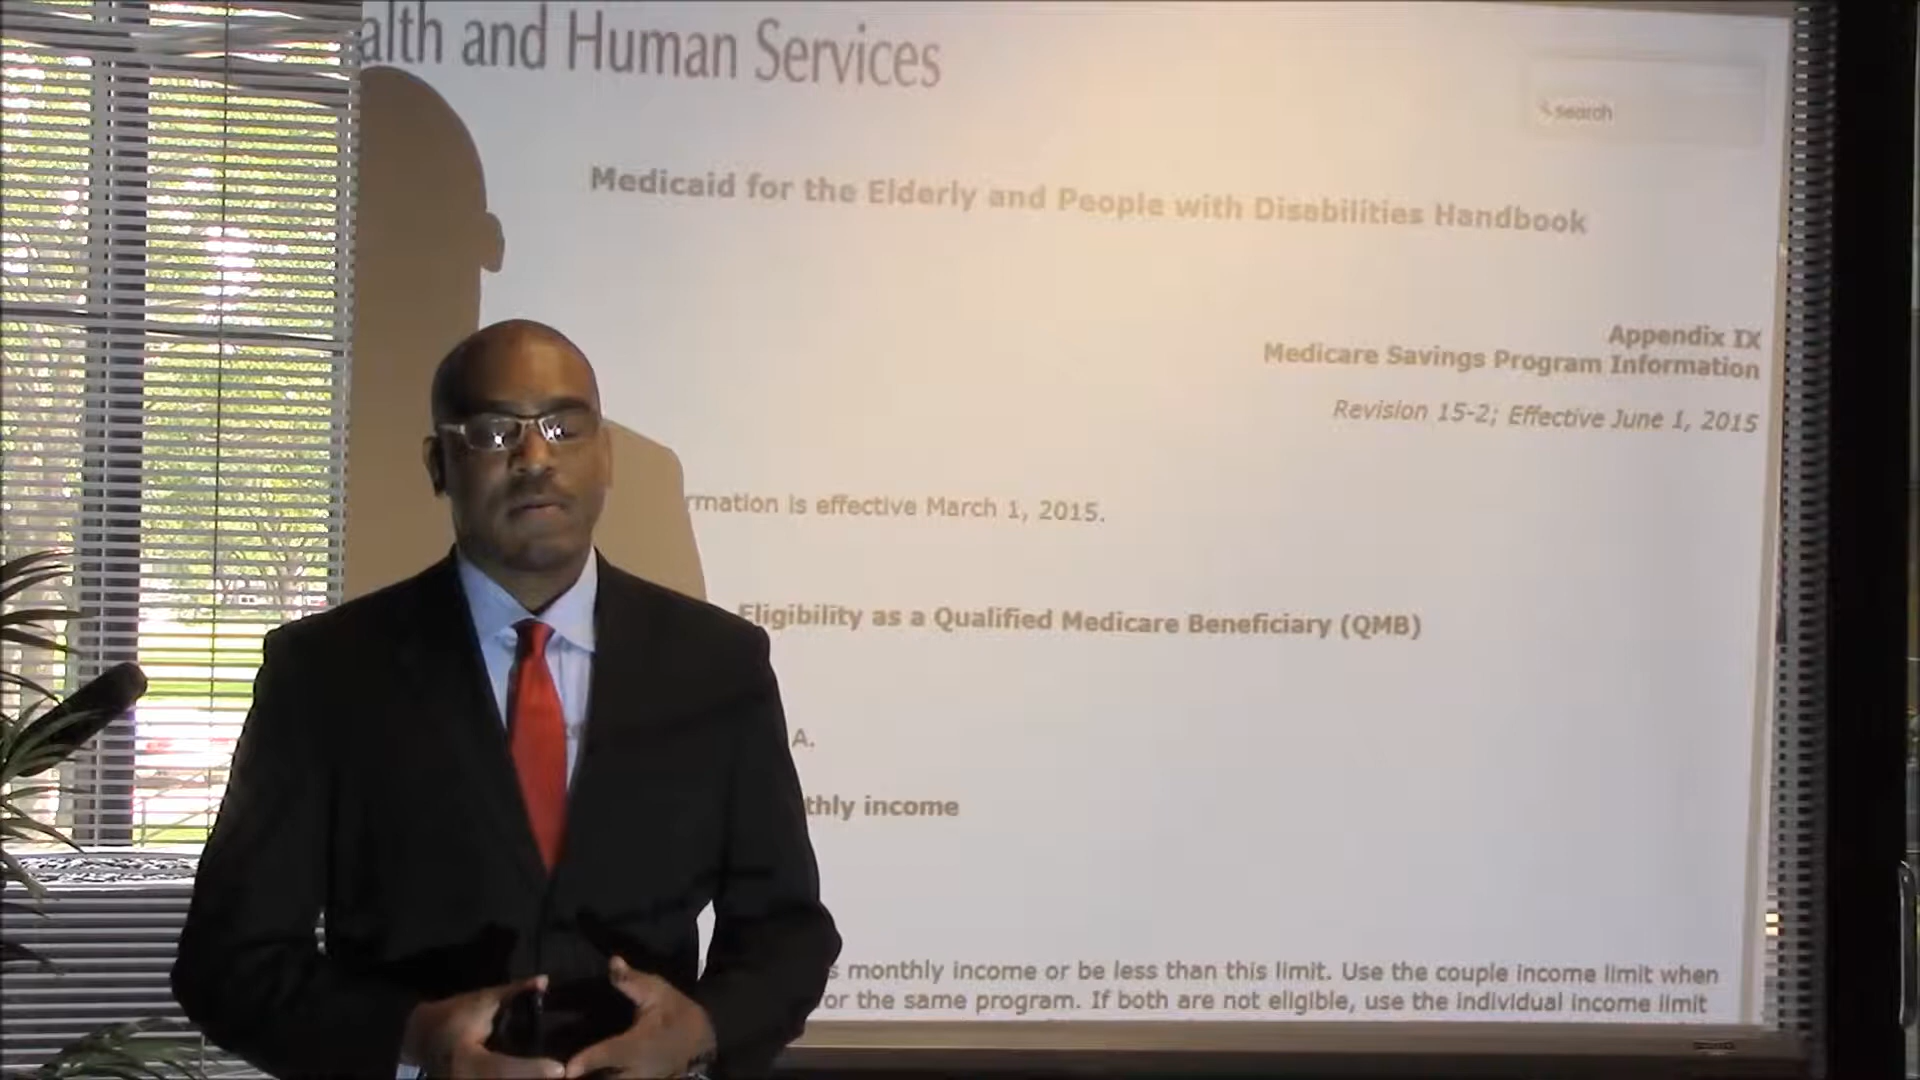 alth and Human Services
search
Medicaid for the Elderly and People with Disabilities Handbook
Appendix IX
Medicare Savings Program Information
Revision 15-2; Effective June 1, 2015
rmation is effective March 1, 2015.
Eligibility as a Qualified Medicare Beneficiary (QMB)
A.
thly income
s monthly income or be less than this limit. Use the couple income limit when
or the same program. If both are not eligible, use the individual income limit